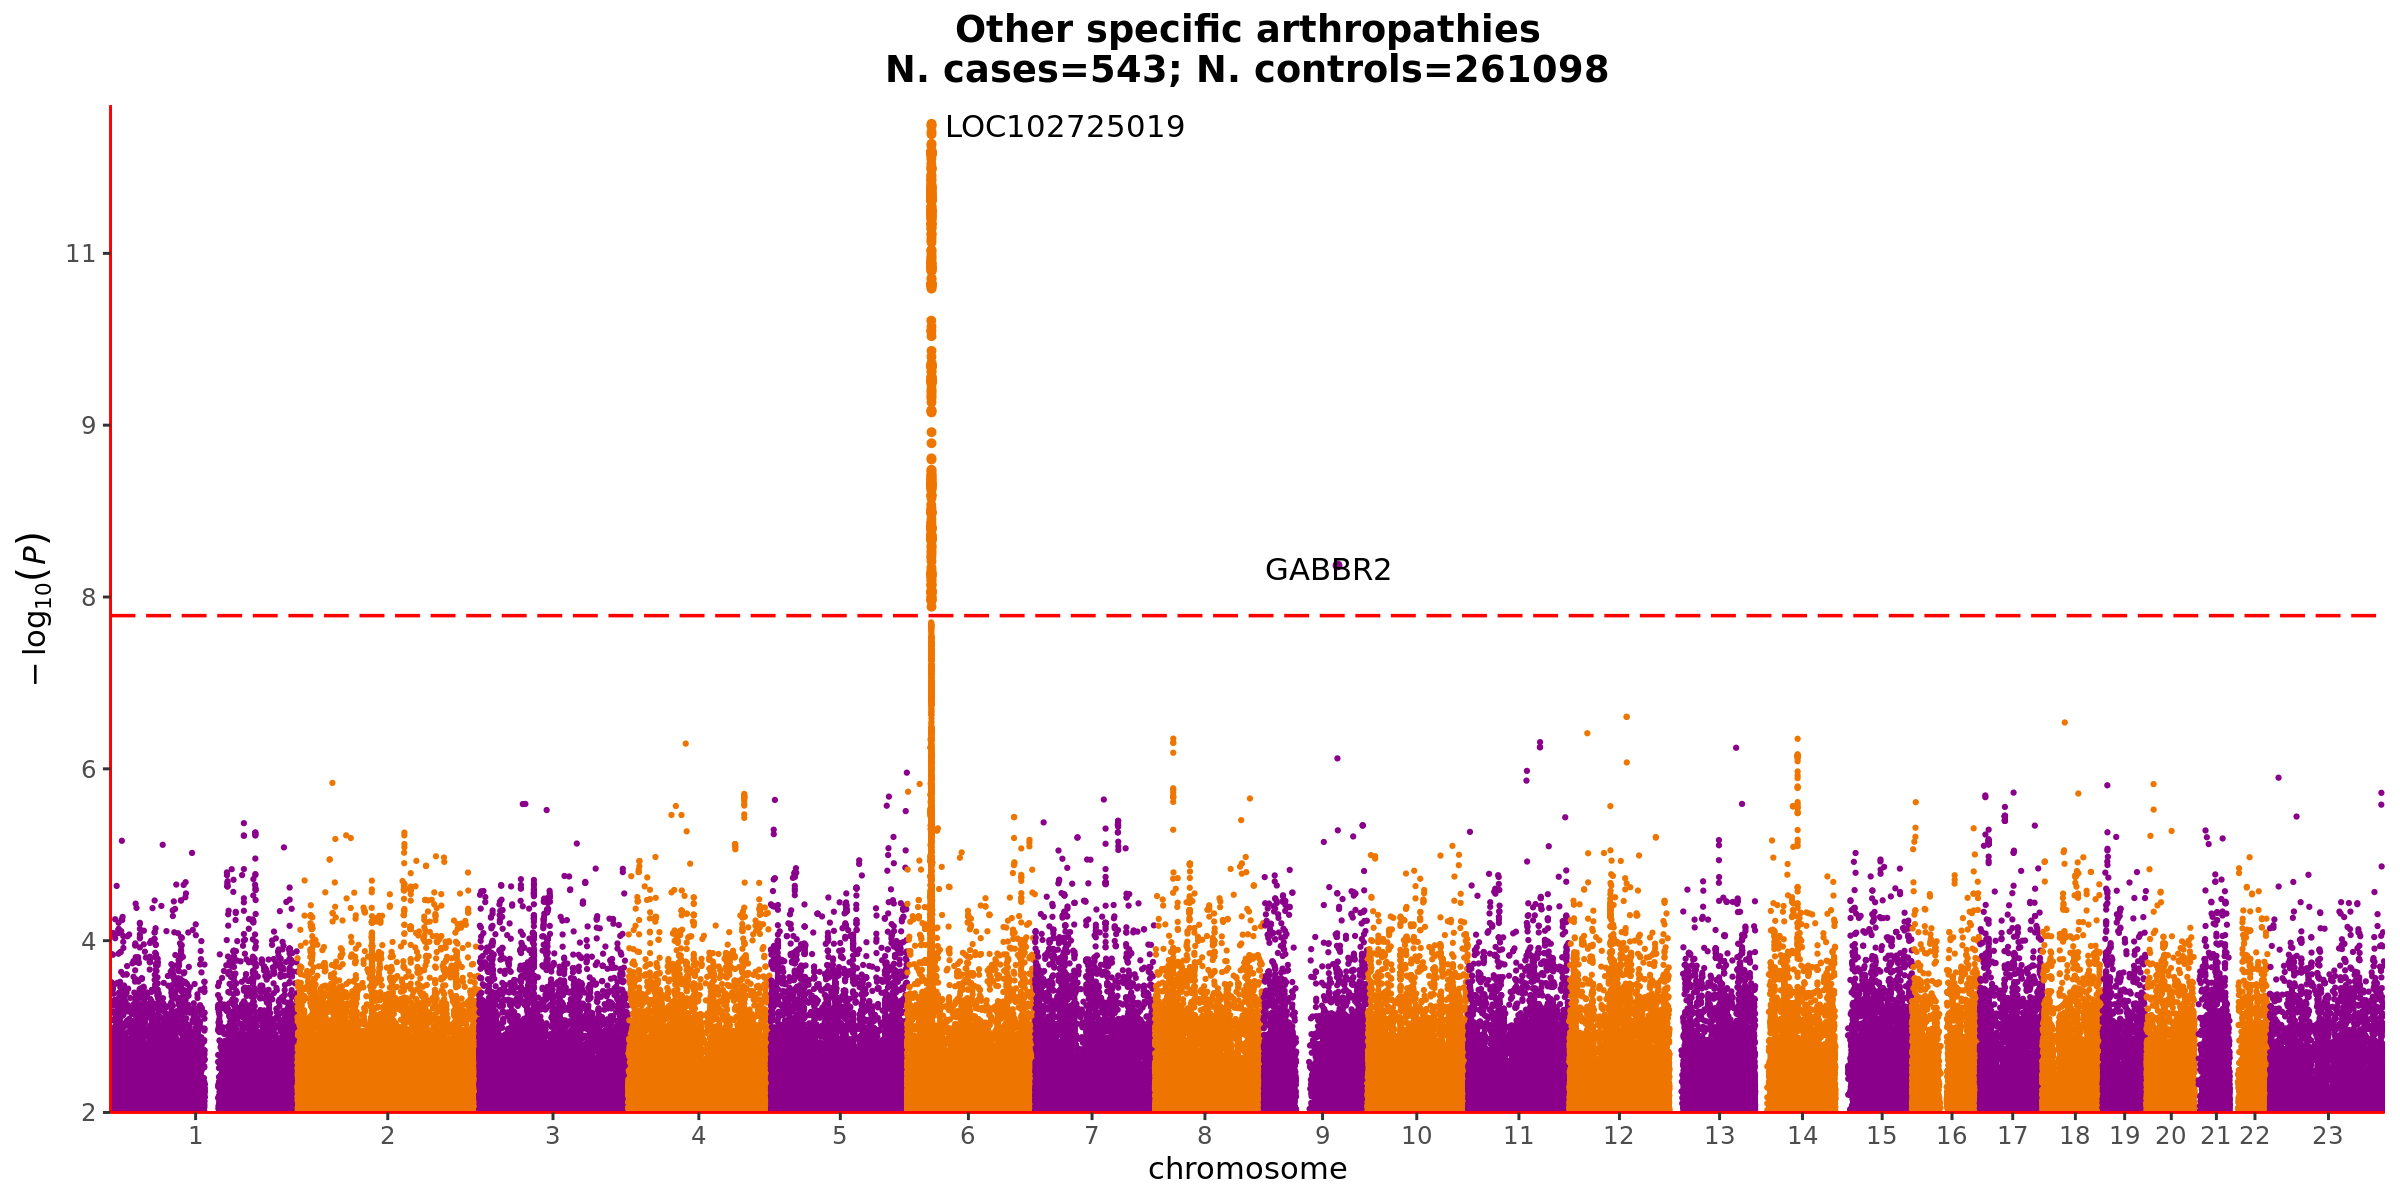 Other specific arthropathies
N. cases=543; N. controls=261098
LOC102725019
GABBR2
−log10(P)
11
9
8
6
4
2
1 2 3 4 5 6 7 8 9 10 11 12 13 14 15 16 17 18 19 20 21 22 23
chromosome